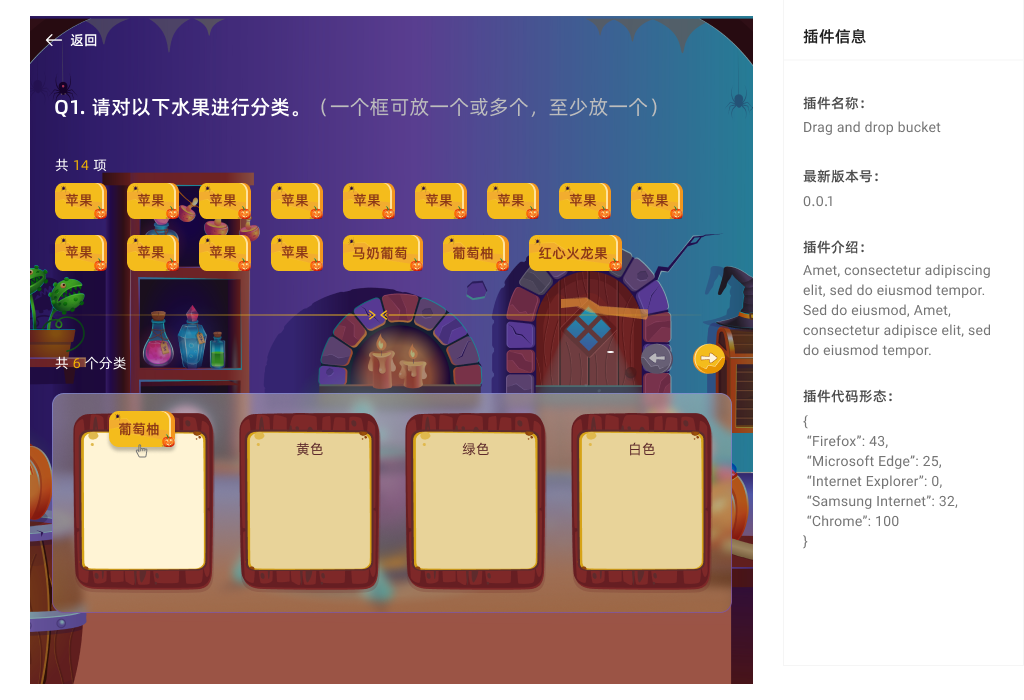 返回
Q1. 请对以下水果进行分类。（一个框可放一个或多个，至少放一个）
共 14 项
苹果 苹果 苹果 苹果 苹果 苹果 苹果 苹果 苹果
苹果 苹果 苹果 苹果 马奶葡萄 葡萄柚 红心火龙果
共 6 个分类
葡萄柚
黄色 绿色 白色
插件信息
插件名称：
Drag and drop bucket
最新版本号：
0.0.1
插件介绍：
Amet, consectetur adipiscing
elit, sed do eiusmod tempor.
Sed do eiusmod, Amet,
consectetur adipisce elit, sed
do eiusmod tempor.
插件代码形态：
{
“Firefox”: 43,
“Microsoft Edge”: 25,
“Internet Explorer”: 0,
“Samsung Internet”: 32,
“Chrome”: 100
}